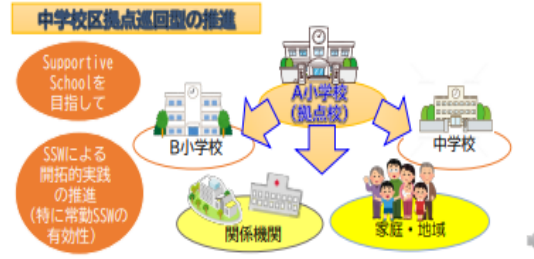 中学校区拠点巡回型の推進
Supportive
Schoolを
目指して
SSWによる
開拓的実践
の推進
(特に常勤SSWの
有効性)
A小学校
(拠点校)
B小学校
中学校
関係機関
家庭・地域